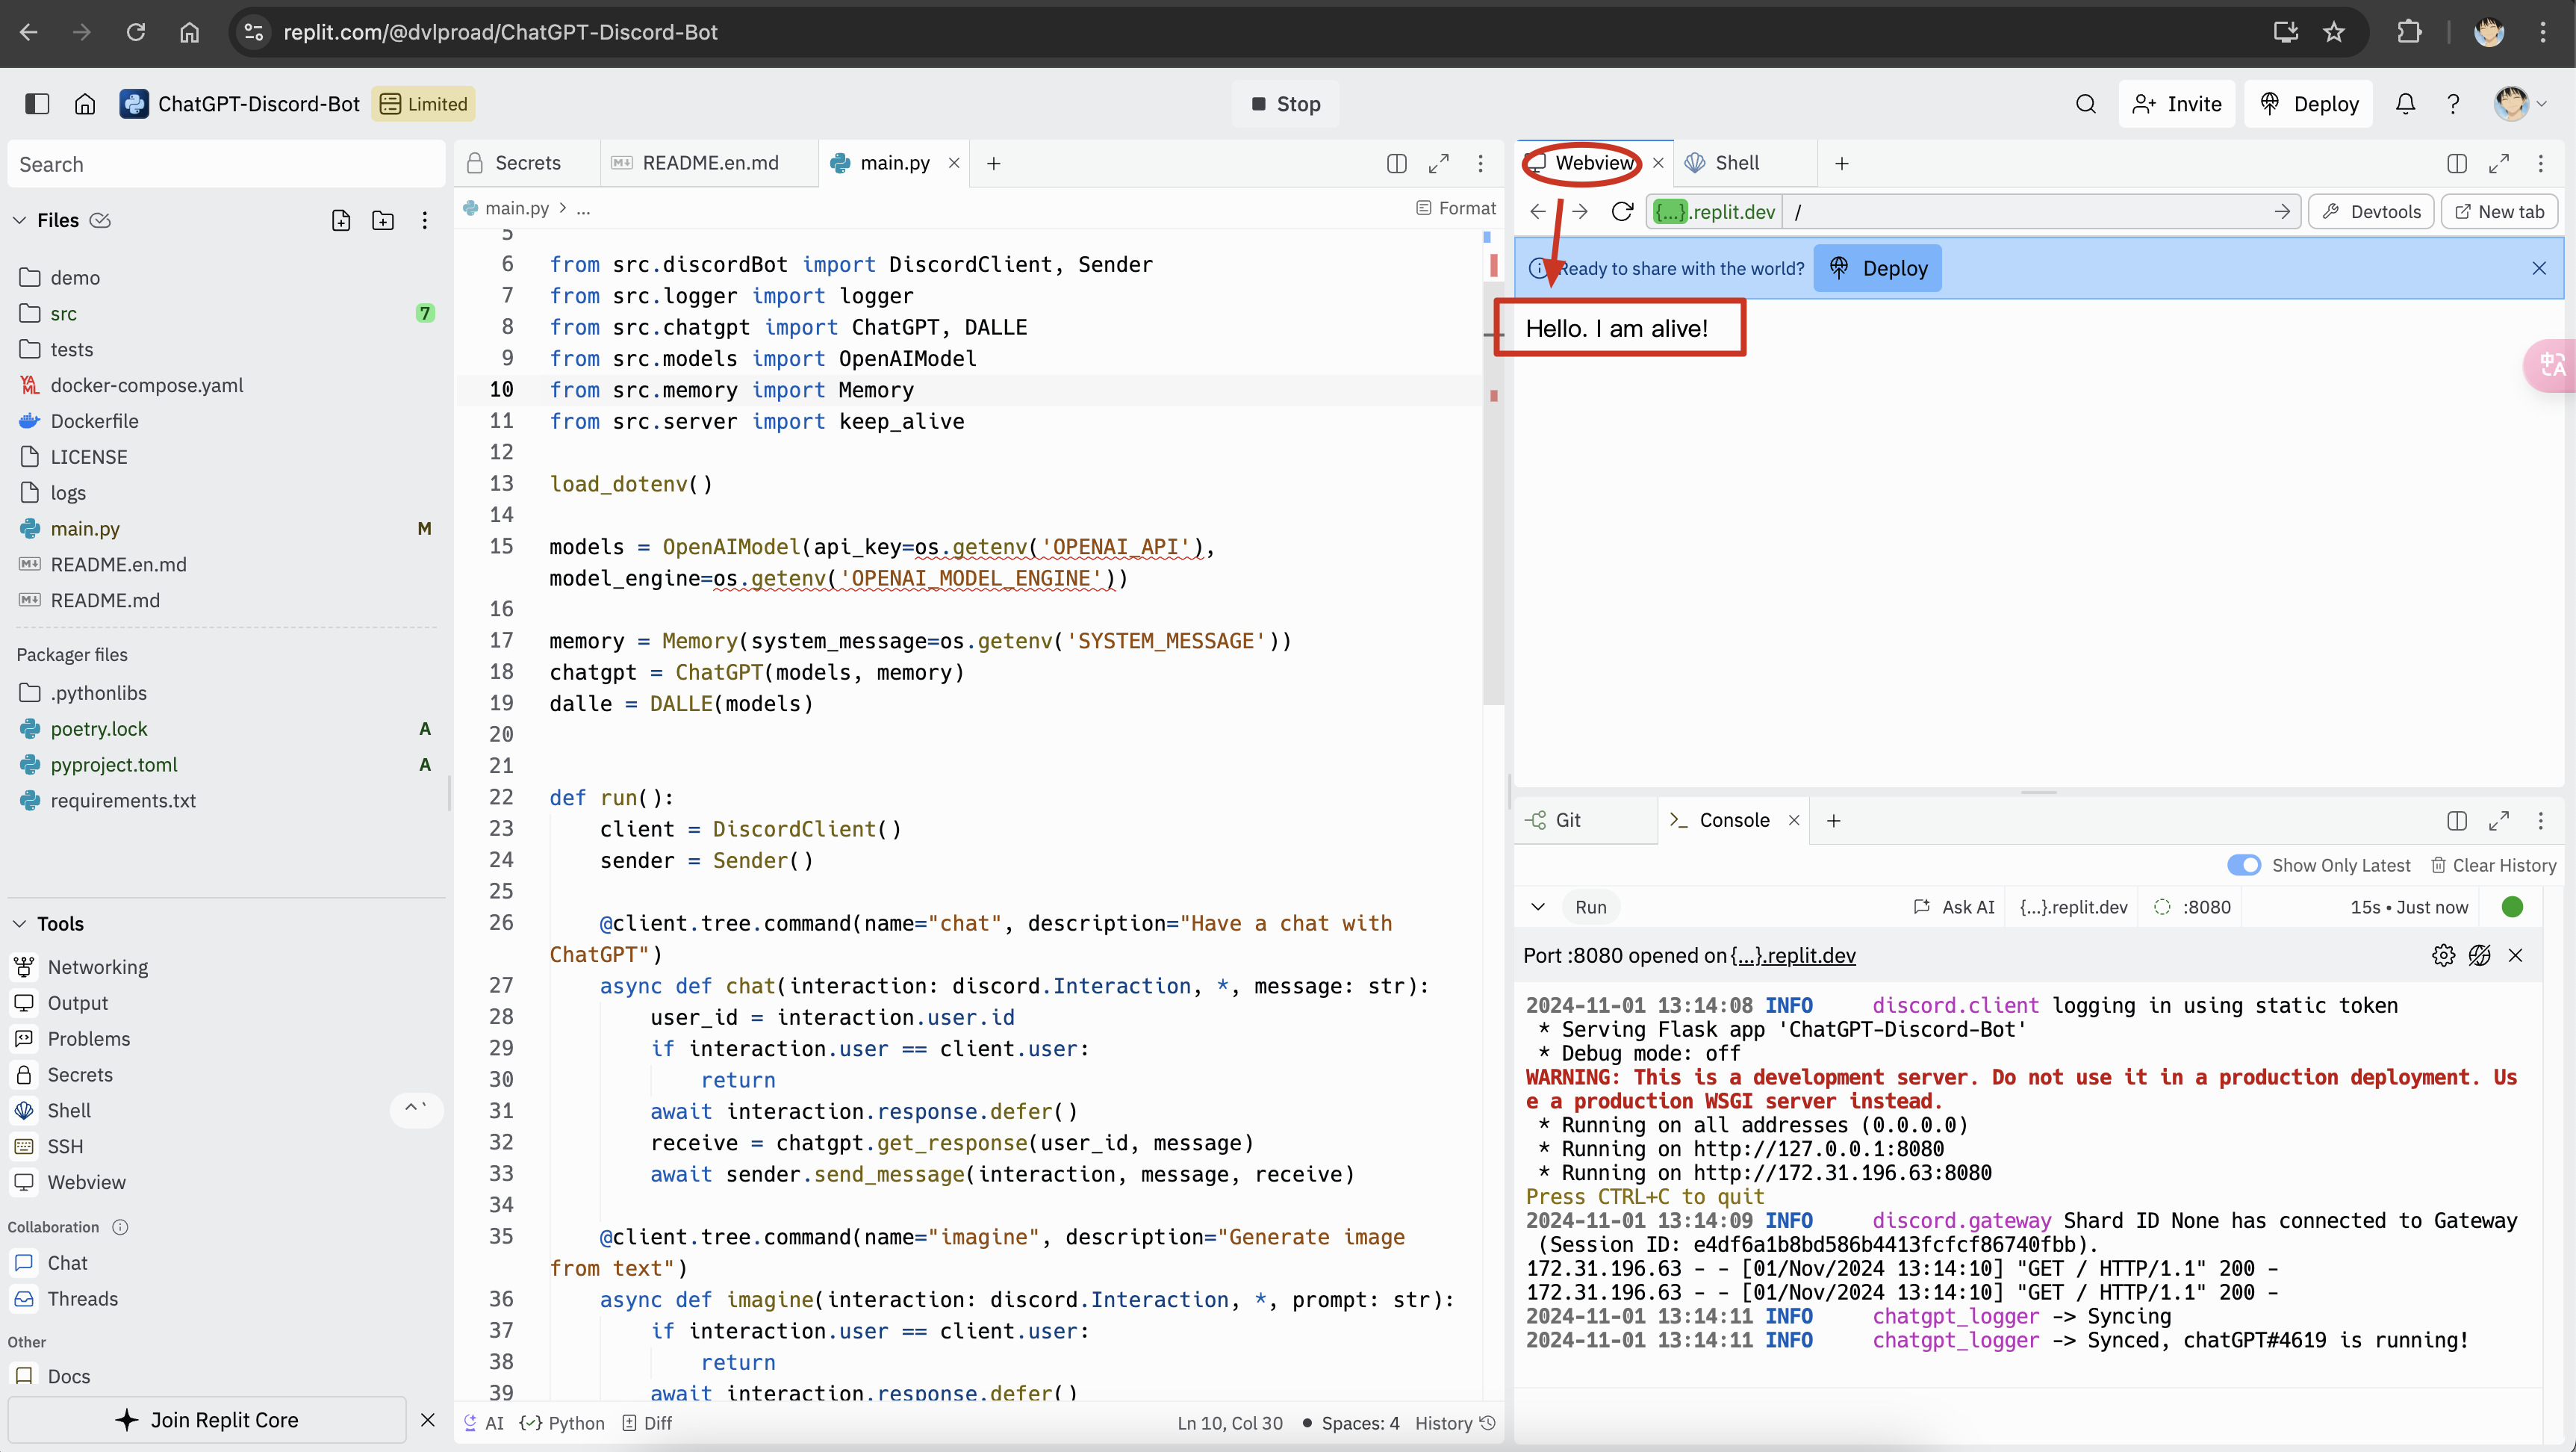 replit.com/@dvlproad/ChatGPT-Discord-Bot
ChatGPT-Discord-Bot
Limited
Stop
Invite
Deploy
Search
Files
demo
src
7
tests
docker-compose.yaml
Dockerfile
LICENSE
logs
main.py
M
README.en.md
README.md
Packager files
.pythonlibs
poetry.lock
A
pyproject.toml
A
requirements.txt
Tools
Networking
Output
Problems
Secrets
Shell
^ `
SSH
Webview
Collaboration
Chat
Threads
Other
Docs
Join Replit Core
Secrets
README.en.md
main.py
main.py > ...
Format
5
6 from src.discordBot import DiscordClient, Sender
7 from src.logger import logger
8 from src.chatgpt import ChatGPT, DALLE
9 from src.models import OpenAIModel
10 from src.memory import Memory
11 from src.server import keep_alive
12
13 load_dotenv()
14
15 models = OpenAIModel(api_key=os.getenv('OPENAI_API'),
model_engine=os.getenv('OPENAI_MODEL_ENGINE'))
16
17 memory = Memory(system_message=os.getenv('SYSTEM_MESSAGE'))
18 chatgpt = ChatGPT(models, memory)
19 dalle = DALLE(models)
20
21
22 def run():
23 client = DiscordClient()
24 sender = Sender()
25
26 @client.tree.command(name="chat", description="Have a chat with
ChatGPT")
27 async def chat(interaction: discord.Interaction, *, message: str):
28 user_id = interaction.user.id
29 if interaction.user == client.user:
30 return
31 await interaction.response.defer()
32 receive = chatgpt.get_response(user_id, message)
33 await sender.send_message(interaction, message, receive)
34
35 @client.tree.command(name="imagine", description="Generate image
from text")
36 async def imagine(interaction: discord.Interaction, *, prompt: str):
37 if interaction.user == client.user:
38 return
39 await interaction.response.defer()
AI
Python
Diff
Ln 10, Col 30
Spaces: 4
History
Webview
Shell
{...}.replit.dev
/
Devtools
New tab
Ready to share with the world?
Deploy
Hello. I am alive!
中A
Git
Console
Show Only Latest
Clear History
Run
Ask AI
{...}.replit.dev
:8080
15s • Just now
Port :8080 opened on {...}.replit.dev
2024-11-01 13:14:08 INFO discord.client logging in using static token
* Serving Flask app 'ChatGPT-Discord-Bot'
* Debug mode: off
WARNING: This is a development server. Do not use it in a production deployment. Us
e a production WSGI server instead.
* Running on all addresses (0.0.0.0)
* Running on http://127.0.0.1:8080
* Running on http://172.31.196.63:8080
Press CTRL+C to quit
2024-11-01 13:14:09 INFO discord.gateway Shard ID None has connected to Gateway
(Session ID: e4df6a1b8bd586b4413fcfcf86740fbb).
172.31.196.63 - - [01/Nov/2024 13:14:10] "GET / HTTP/1.1" 200 -
172.31.196.63 - - [01/Nov/2024 13:14:10] "GET / HTTP/1.1" 200 -
2024-11-01 13:14:11 INFO chatgpt_logger -> Syncing
2024-11-01 13:14:11 INFO chatgpt_logger -> Synced, chatGPT#4619 is running!